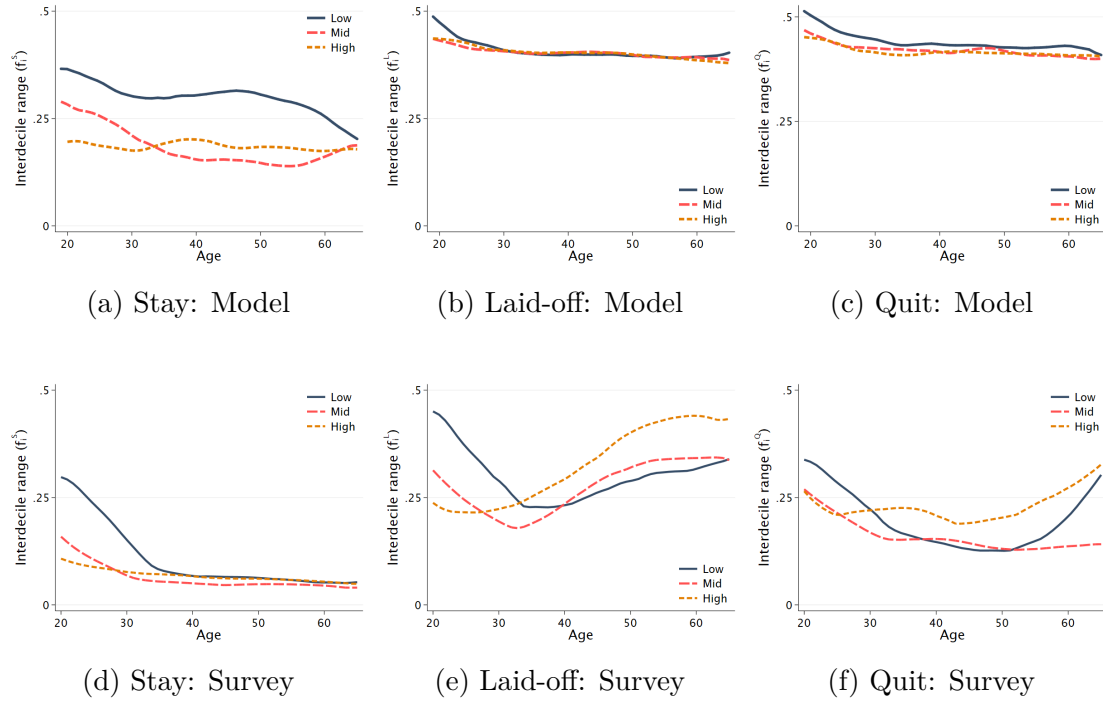 .5
.25
0
Interdecile range (f_i^S)
20 30 40 50 60
Age
Low
Mid
High
(a) Stay: Model
.5
.25
0
Interdecile range (f_i^L)
20 30 40 50 60
Age
Low
Mid
High
(b) Laid-off: Model
.5
.25
0
Interdecile range (f_i^Q)
20 30 40 50 60
Age
Low
Mid
High
(c) Quit: Model
.5
.25
0
Interdecile range (f_i^S)
20 30 40 50 60
Age
Low
Mid
High
(d) Stay: Survey
.5
.25
0
Interdecile range (f_i^L)
20 30 40 50 60
Age
Low
Mid
High
(e) Laid-off: Survey
.5
.25
0
Interdecile range (f_i^Q)
20 30 40 50 60
Age
Low
Mid
High
(f) Quit: Survey